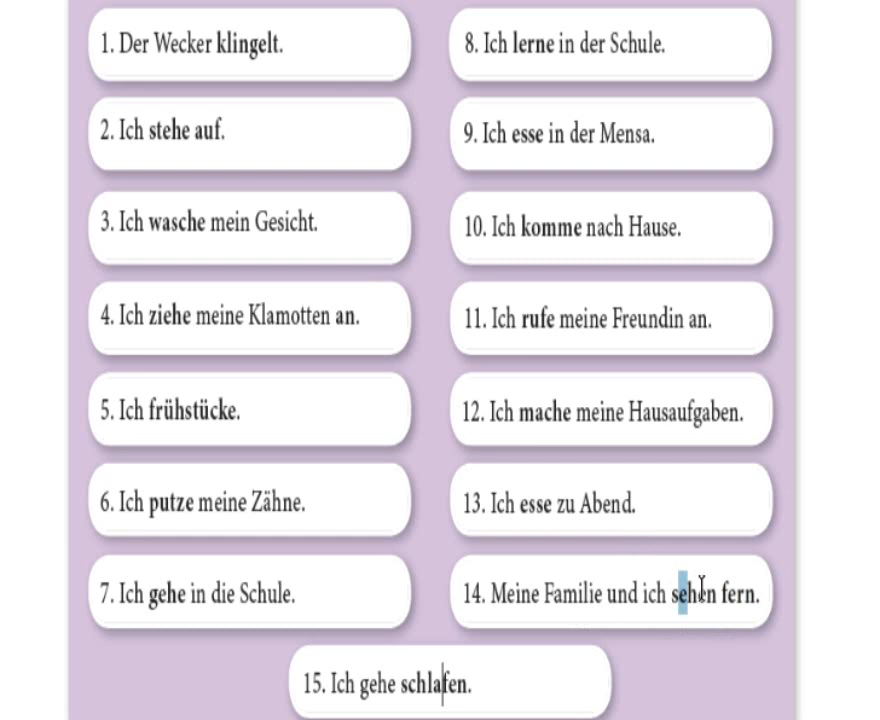 1. Der Wecker klingelt.
2. Ich stehe auf.
3. Ich wasche mein Gesicht.
4. Ich ziehe meine Klamotten an.
5. Ich frühstücke.
6. Ich putze meine Zähne.
7. Ich gehe in die Schule.
8. Ich lerne in der Schule.
9. Ich esse in der Mensa.
10. Ich komme nach Hause.
11. Ich rufe meine Freundin an.
12. Ich mache meine Hausaufgaben.
13. Ich esse zu Abend.
14. Meine Familie und ich sehen fern.
15. Ich gehe schlafen.